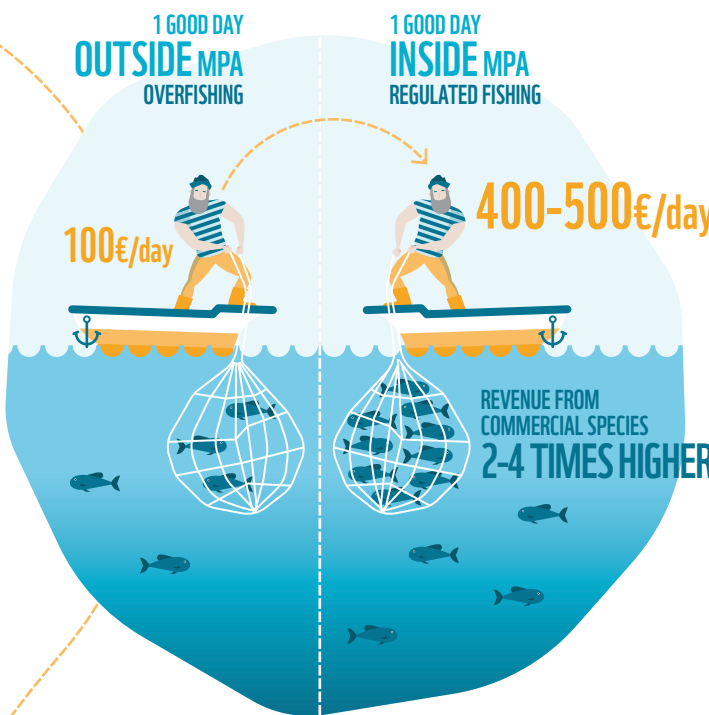 1 GOOD DAY
OUTSIDE MPA
OVERFISHING
1 GOOD DAY
INSIDE MPA
REGULATED FISHING
100€/day
400-500€/day
REVENUE FROM
COMMERCIAL SPECIES
2-4 TIMES HIGHER